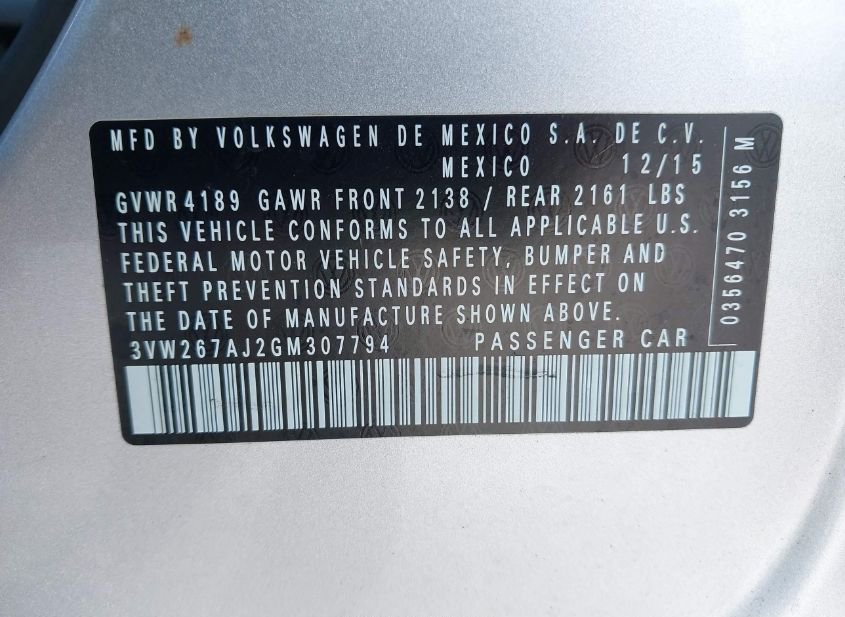 MFD BY VOLKSWAGEN DE MEXICO S.A. DE C.V.
MEXICO 12/15
GVWR 4189 GAWR FRONT 2138 / REAR 2161 LBS
THIS VEHICLE CONFORMS TO ALL APPLICABLE U.S.
FEDERAL MOTOR VEHICLE SAFETY, BUMPER AND
THEFT PREVENTION STANDARDS IN EFFECT ON
THE DATE OF MANUFACTURE SHOWN ABOVE.
3VW267AJ2GM307794 PASSENGER CAR
0356470 3156 M